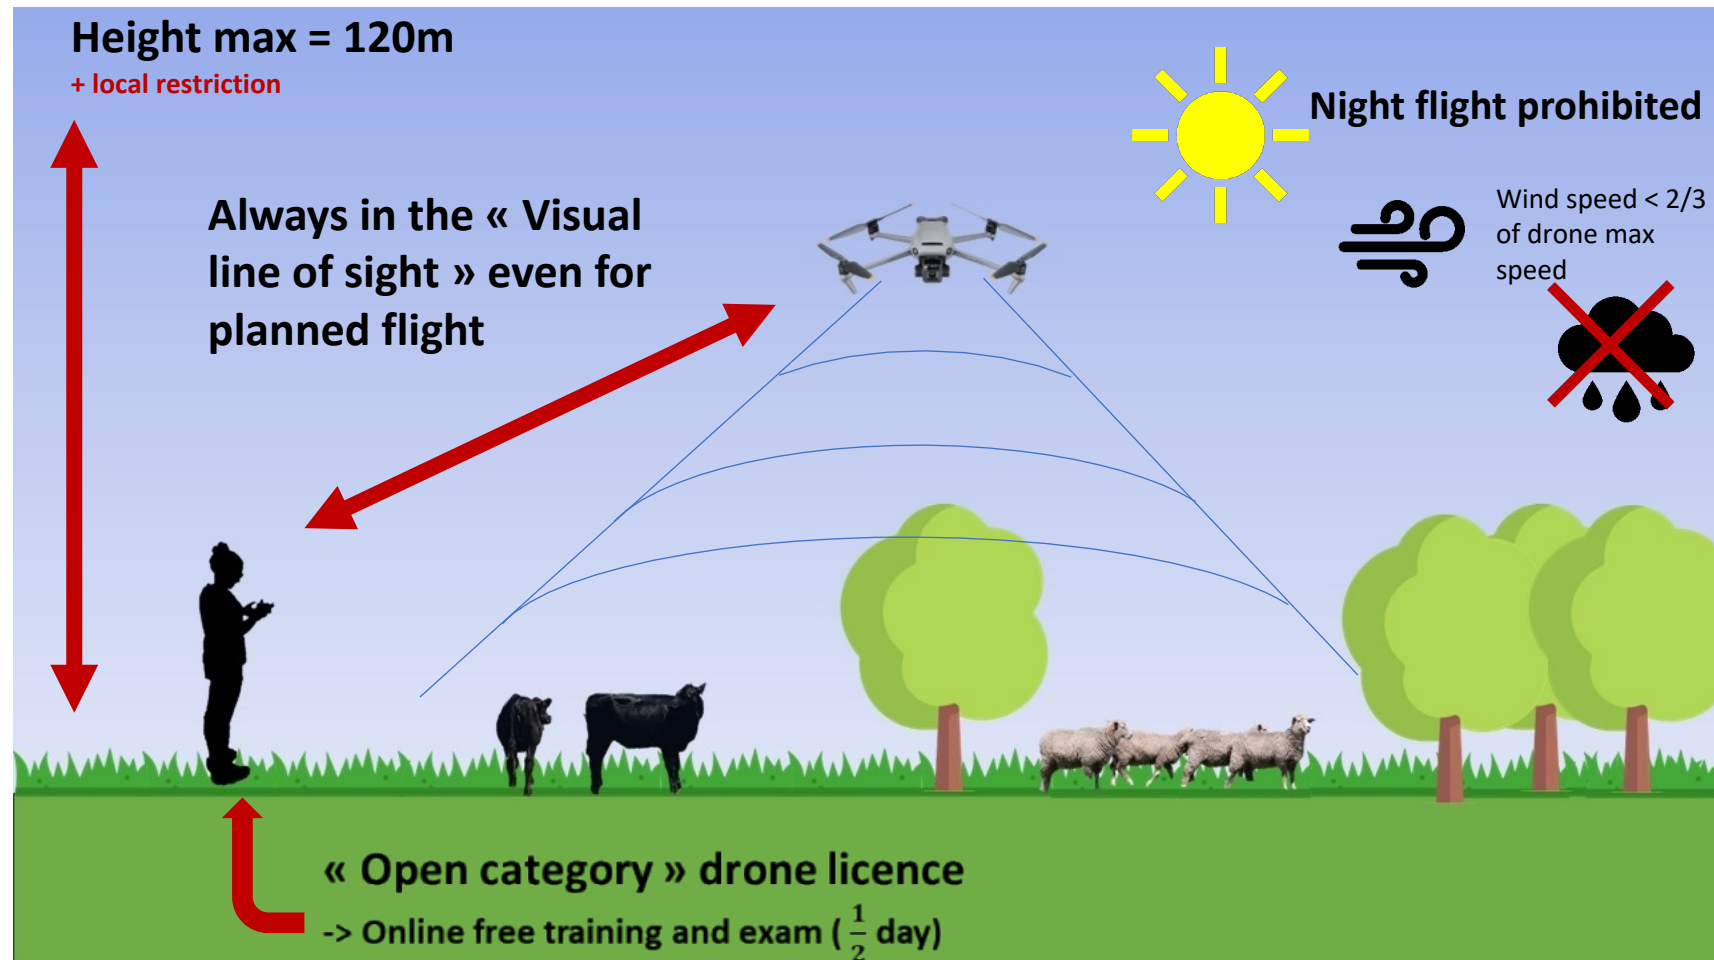 Height max = 120m
+ local restriction
Night flight prohibited
Always in the « Visual
line of sight » even for
planned flight
Wind speed < 2/3
of drone max
speed
« Open category » drone licence
-> Online free training and exam ( 1/2 day)